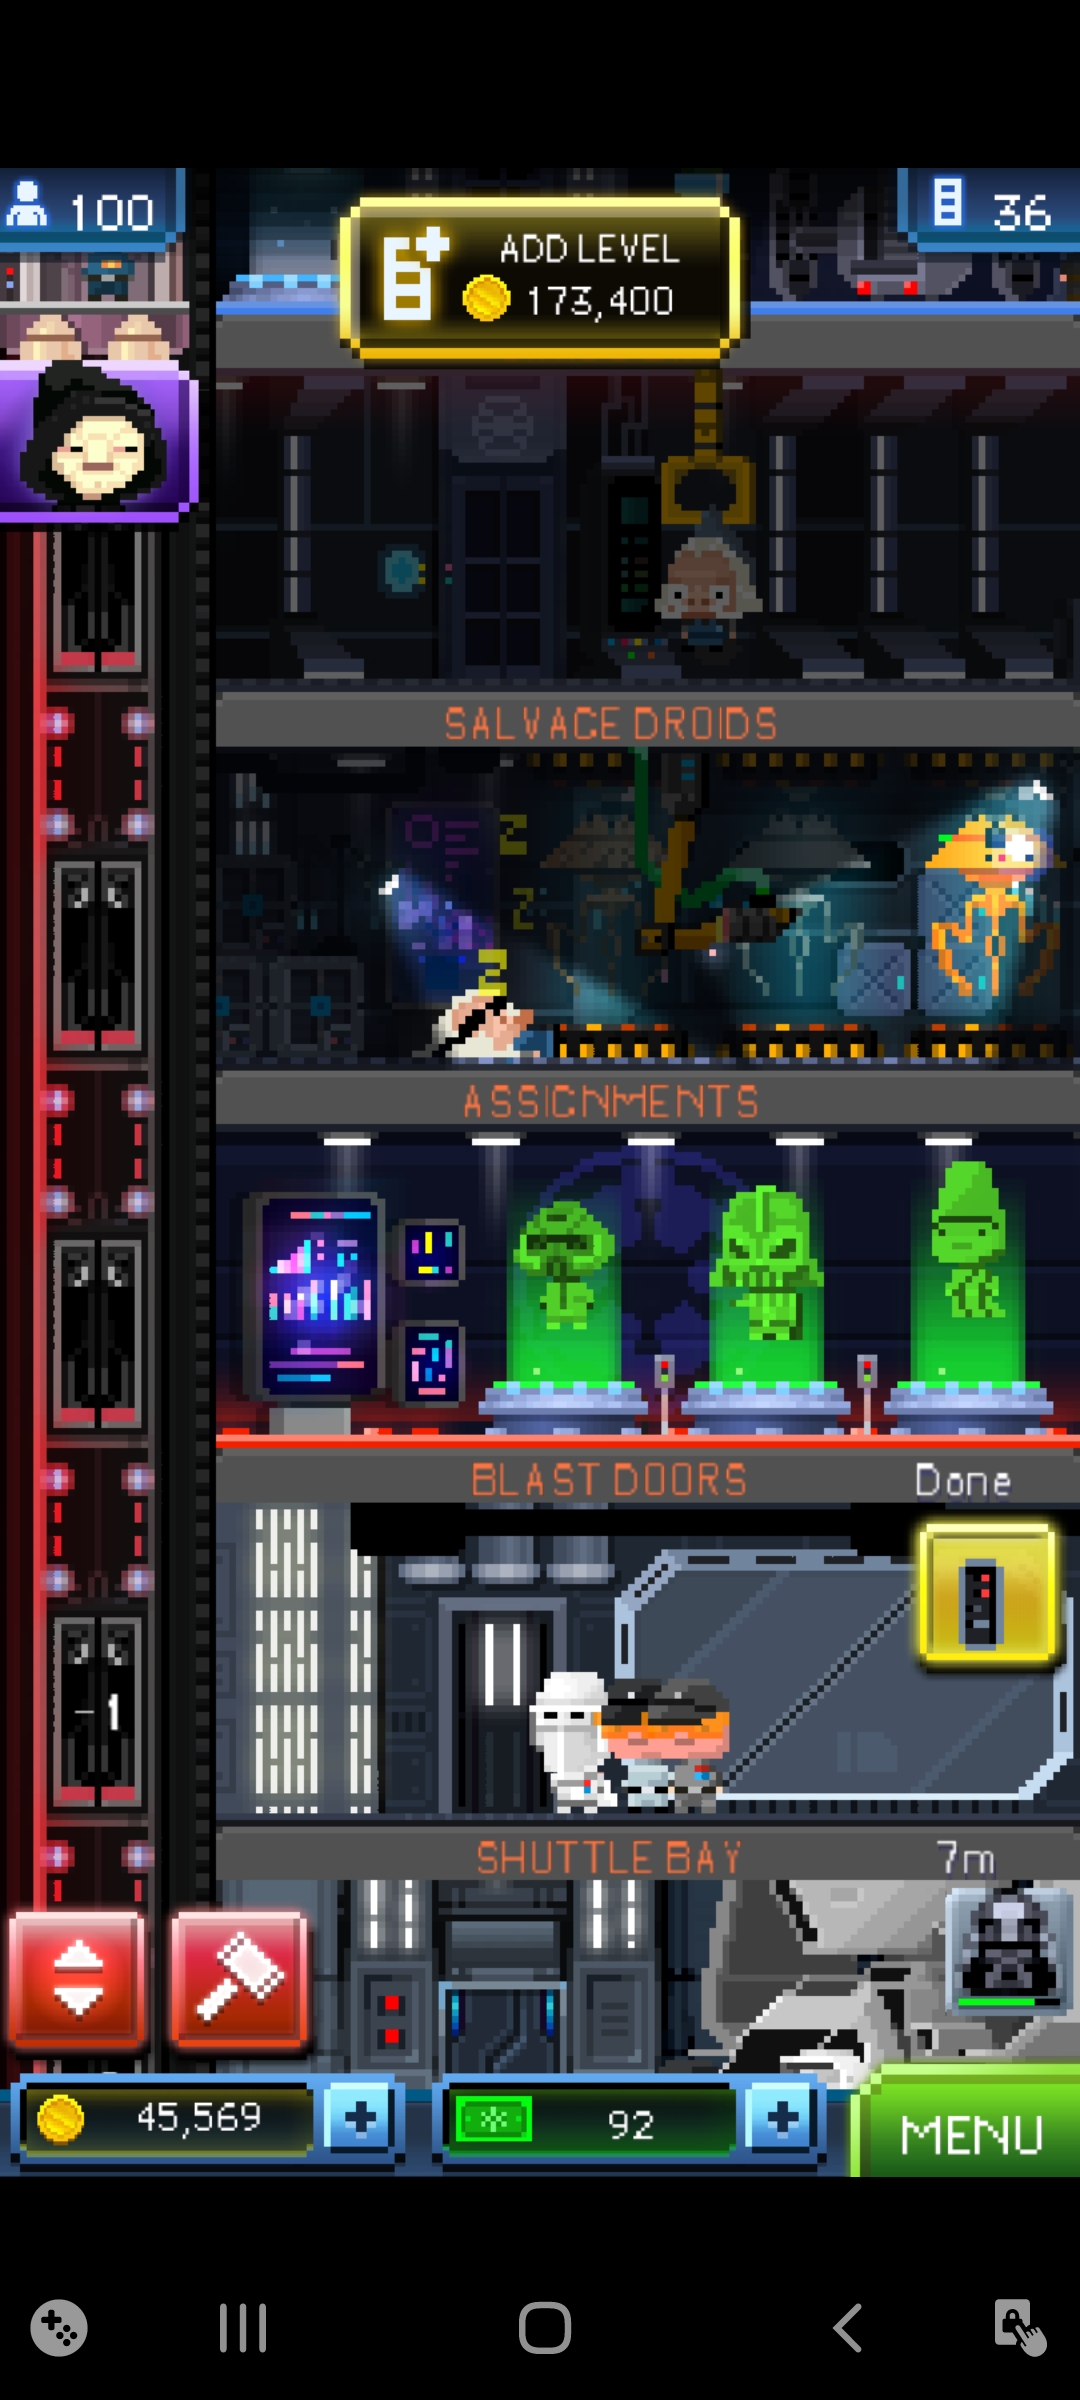 100
ADD LEVEL
173,400
36
SALVAGE DROIDS
Z
Z
Z
ASSIGNMENTS
BLAST DOORS
Done
-1
SHUTTLE BAY
7m
45,569
92
MENU